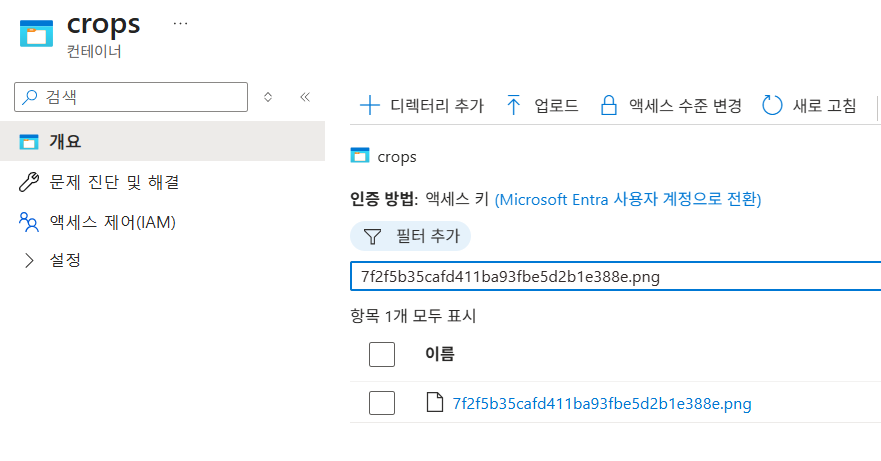 crops ...
컨테이너
검색
개요
문제 진단 및 해결
액세스 제어(IAM)
설정
디렉터리 추가 업로드 액세스 수준 변경 새로 고침
crops
인증 방법: 액세스 키 (Microsoft Entra 사용자 계정으로 전환)
필터 추가
7f2f5b35cafd411ba93fbe5d2b1e388e.png
항목 1개 모두 표시
이름
7f2f5b35cafd411ba93fbe5d2b1e388e.png